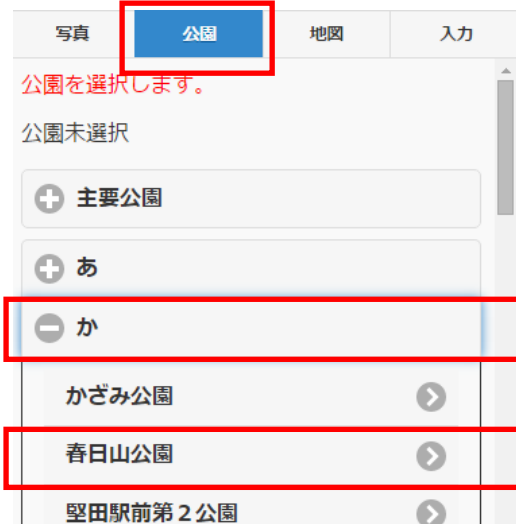 写真 公園 地図 入力
公園を選択します。
公園未選択
主要公園
あ
か
かざみ公園
春日山公園
堅田駅前第２公園